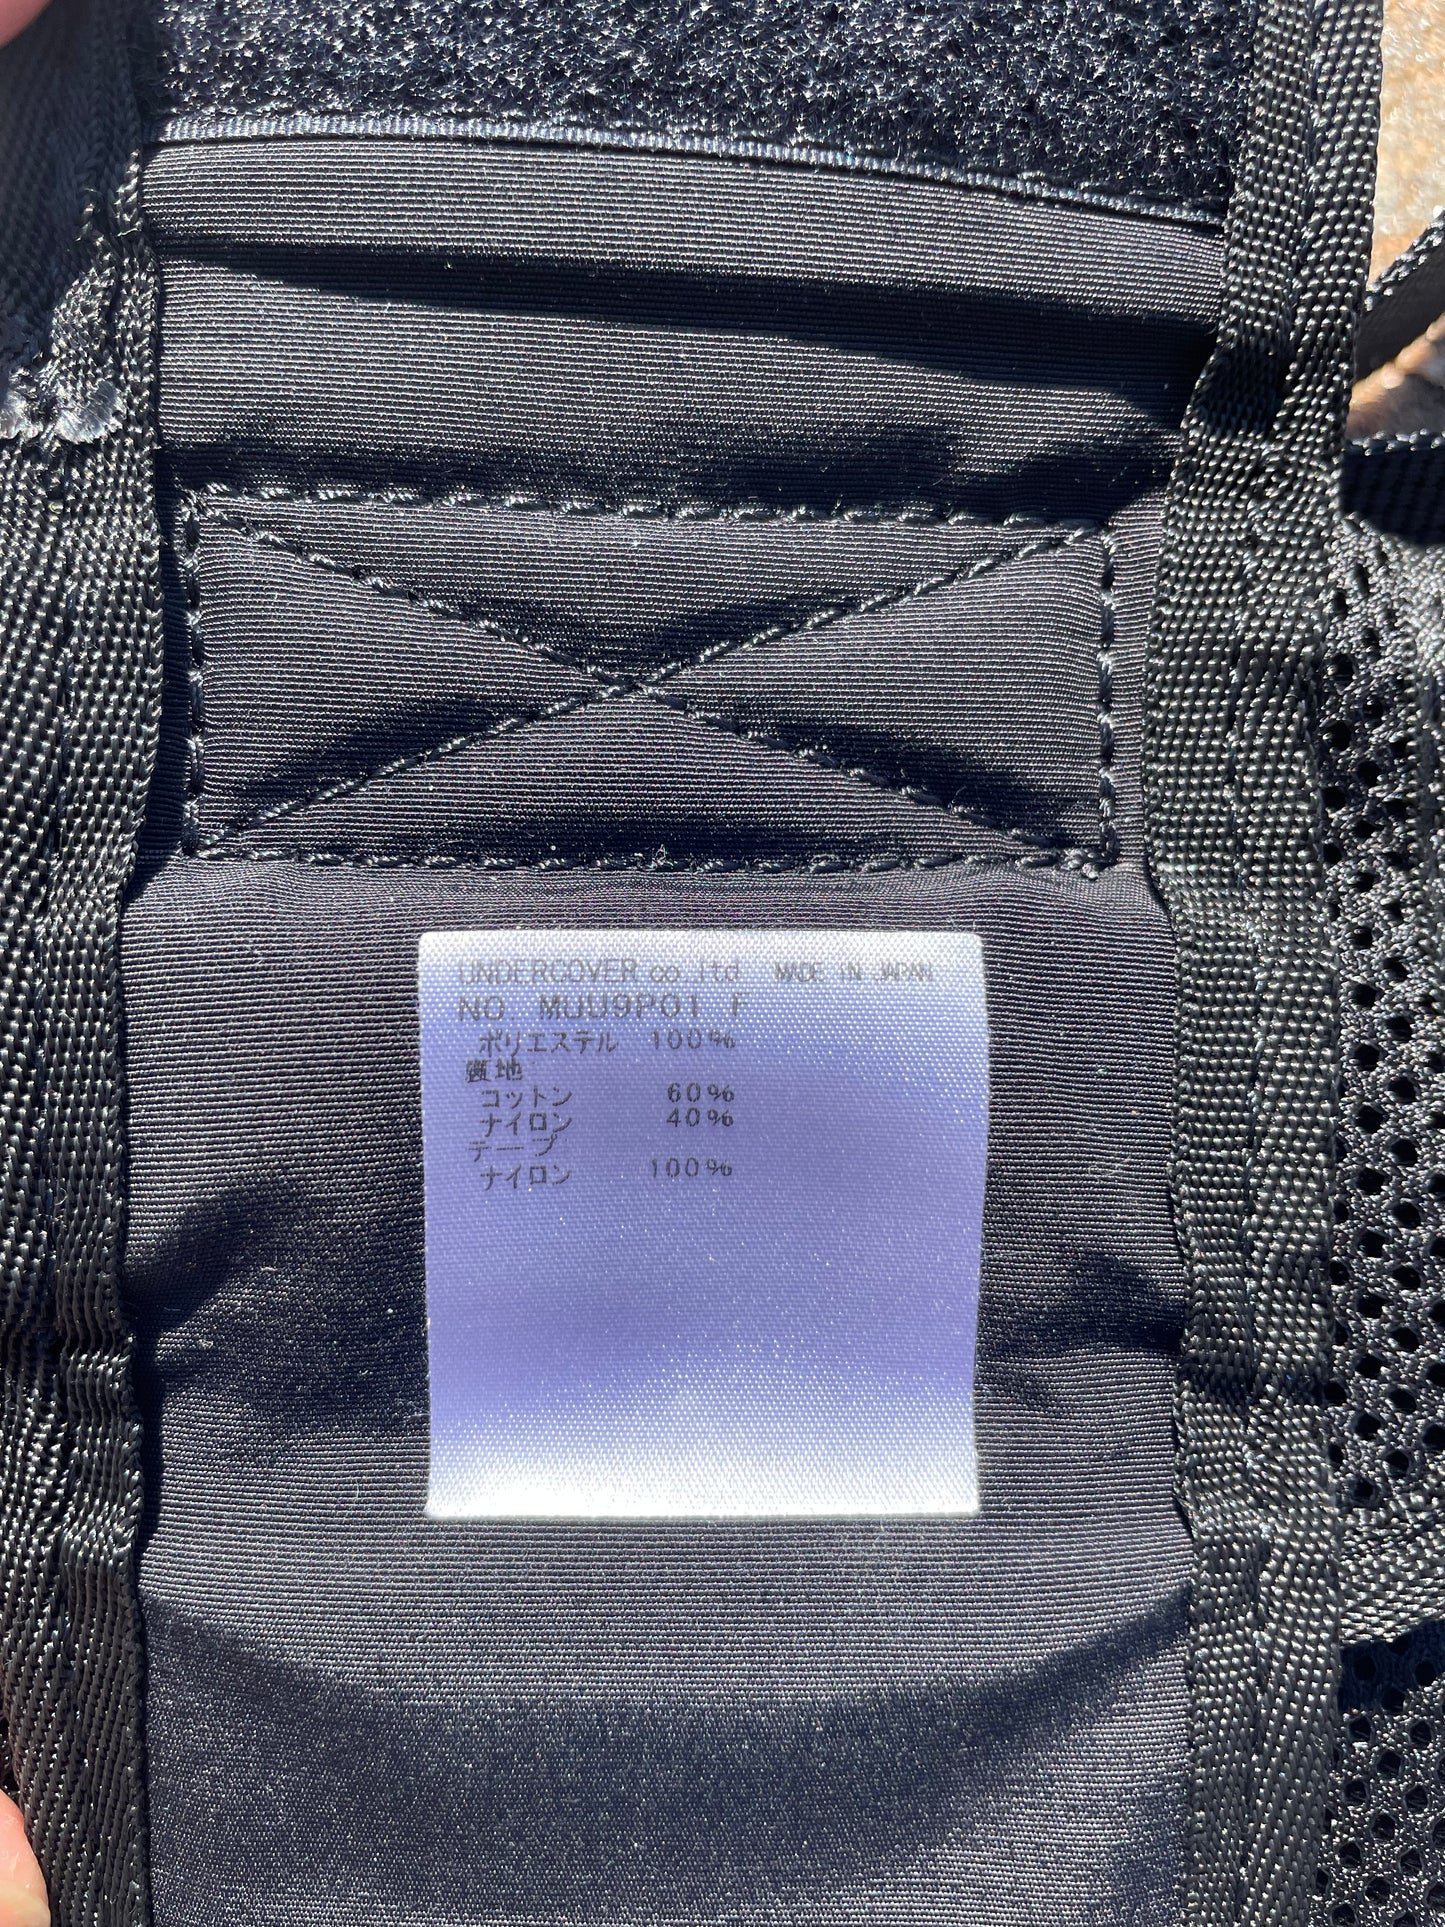 UNDERCOVER co.,ltd MADE IN JAPAN
NO. MUU9P01 F
ポリエステル 100%
裏地
コットン 60%
ナイロン 40%
テープ
ナイロン 100%